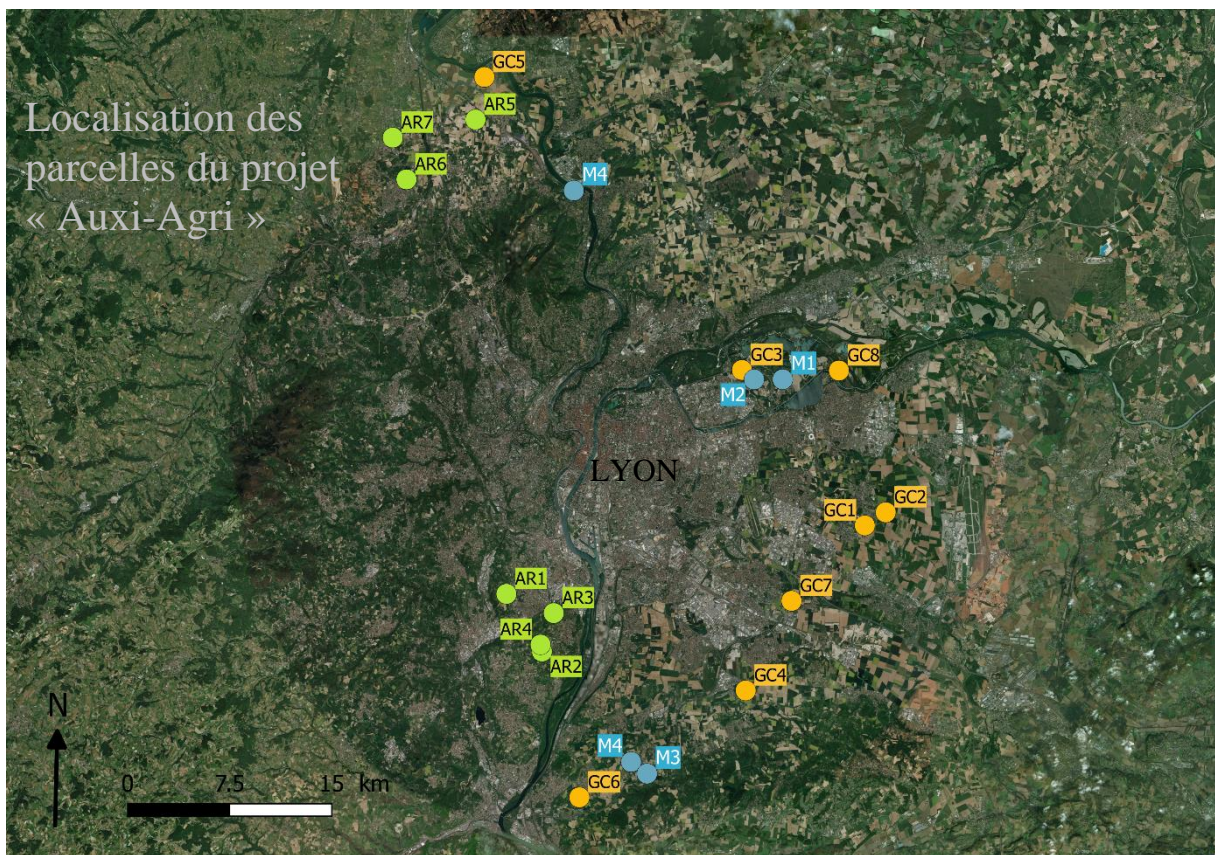 GC5
AR5
Localisation des
parcelles du projet
« Auxi-Agri »
AR7
AR6
M4
GC3
M1
GC8
M2
LYON
GC1
GC2
AR1
AR3
GC7
AR4
AR2
GC4
N
M4
M3
GC6
0 7.5 15 km